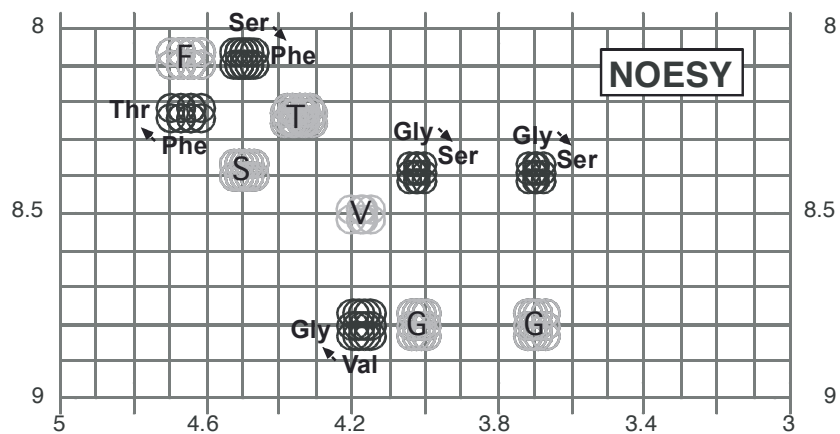 8 Ser 8
F Phe NOESY
Thr T Gly Gly
Phe Ser Ser
S
8.5 V 8.5
Gly G G
Val
9 9
5 4.6 4.2 3.8 3.4 3